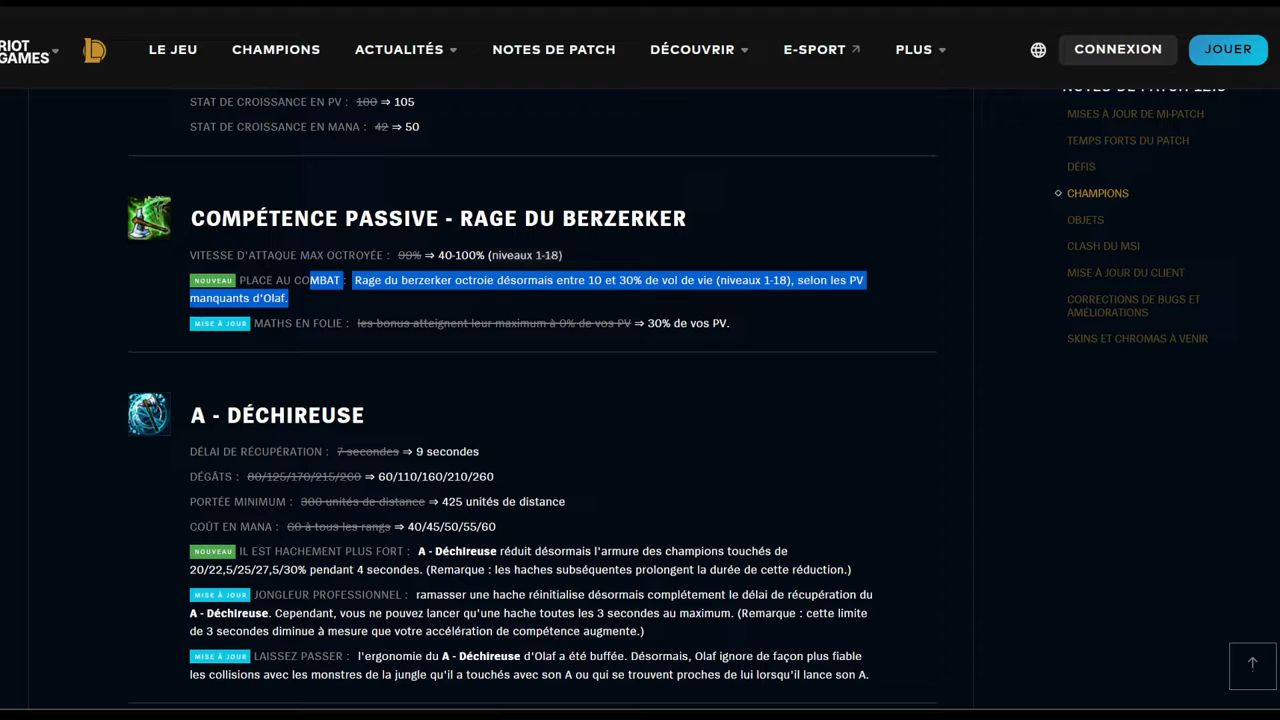 RIOT GAMES
LE JEU CHAMPIONS ACTUALITÉS NOTES DE PATCH DÉCOUVRIR E-SPORT PLUS CONNEXION JOUER
STAT DE CROISSANCE EN PV : 100 ⇒ 105
STAT DE CROISSANCE EN MANA : 42 ⇒ 50
COMPÉTENCE PASSIVE - RAGE DU BERZERKER
VITESSE D'ATTAQUE MAX OCTROYÉE : 99% ⇒ 40-100% (niveaux 1-18)
NOUVEAU PLACE AU COMBAT : Rage du berzerker octroie désormais entre 10 et 30% de vol de vie (niveaux 1-18), selon les PV
manquants d'Olaf.
MISE À JOUR MATHS EN FOLIE : les bonus atteignent leur maximum à 0% de vos PV ⇒ 30% de vos PV.
A - DÉCHIREUSE
DÉLAI DE RÉCUPÉRATION : 7 secondes ⇒ 9 secondes
DÉGÂTS : 80/125/170/215/260 ⇒ 60/110/160/210/260
PORTÉE MINIMUM : 300 unités de distance ⇒ 425 unités de distance
COÛT EN MANA : 60 à tous les rangs ⇒ 40/45/50/55/60
NOUVEAU IL EST HACHEMENT PLUS FORT : A - Déchireuse réduit désormais l'armure des champions touchés de
20/22,5/25/27,5/30% pendant 4 secondes. (Remarque : les haches subséquentes prolongent la durée de cette réduction.)
MISE À JOUR JONGLEUR PROFESSIONNEL : ramasser une hache réinitialise désormais complétement le délai de récupération du
A - Déchireuse. Cependant, vous ne pouvez lancer qu'une hache toutes les 3 secondes au maximum. (Remarque : cette limite
de 3 secondes diminue à mesure que votre accélération de compétence augmente.)
MISE À JOUR LAISSEZ PASSER : l'ergonomie du A - Déchireuse d'Olaf a été buffée. Désormais, Olaf ignore de façon plus fiable
les collisions avec les monstres de la jungle qu'il a touchés avec son A ou qui se trouvent proches de lui lorsqu'il lance son A.
NOTES DE PATCH
MISES À JOUR DE MI-PATCH
TEMPS FORTS DU PATCH
DÉFIS
CHAMPIONS
OBJETS
CLASH DU MSI
MISE À JOUR DU CLIENT
CORRECTIONS DE BUGS ET
AMÉLIORATIONS
SKINS ET CHROMAS À VENIR